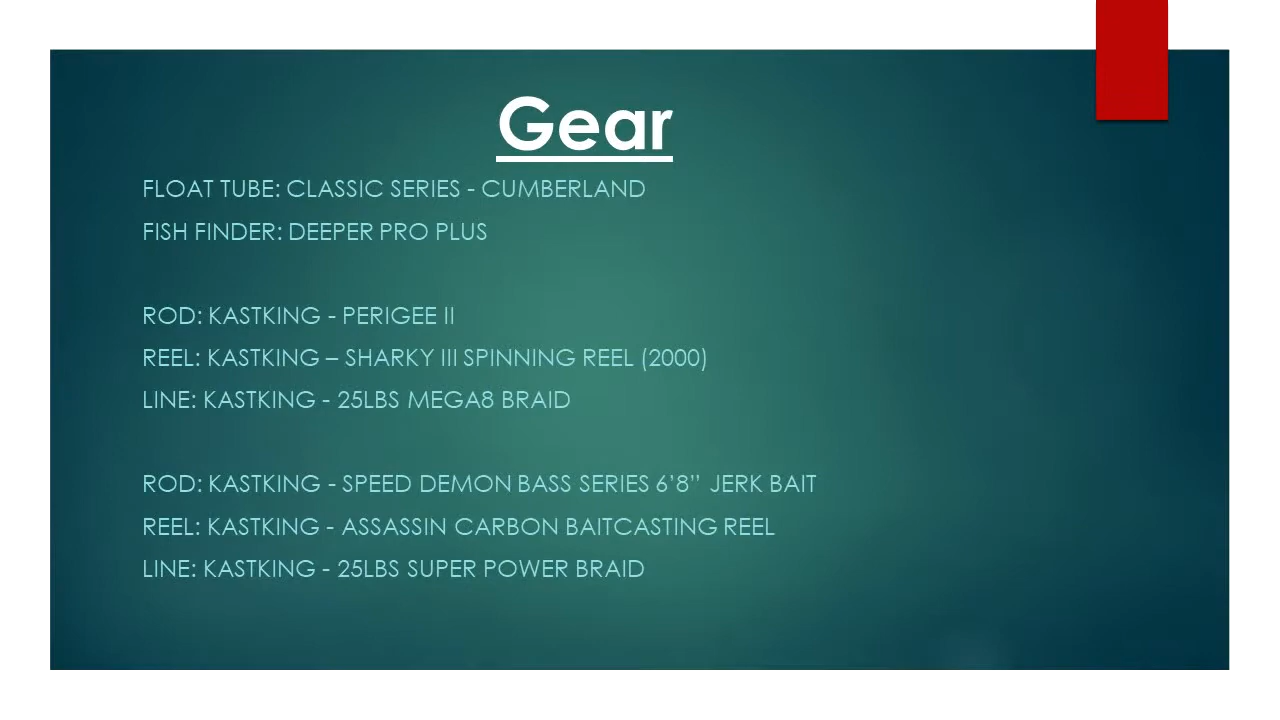 Gear
FLOAT TUBE: CLASSIC SERIES - CUMBERLAND
FISH FINDER: DEEPER PRO PLUS
ROD: KASTKING - PERIGEE II
REEL: KASTKING – SHARKY III SPINNING REEL (2000)
LINE: KASTKING - 25LBS MEGA8 BRAID
ROD: KASTKING - SPEED DEMON BASS SERIES 6’8” JERK BAIT
REEL: KASTKING - ASSASSIN CARBON BAITCASTING REEL
LINE: KASTKING - 25LBS SUPER POWER BRAID